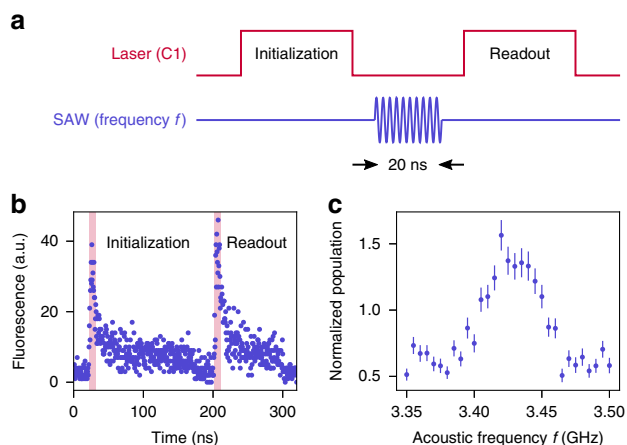 a
Laser (C1)
Initialization
Readout
SAW (frequency f)
20 ns
b
Initialization
Readout
40
20
0
Fluorescence (a.u.)
0
100
200
300
Time (ns)
c
1.5
1.0
0.5
Normalized population
3.35
3.40
3.45
3.50
Acoustic frequency f (GHz)